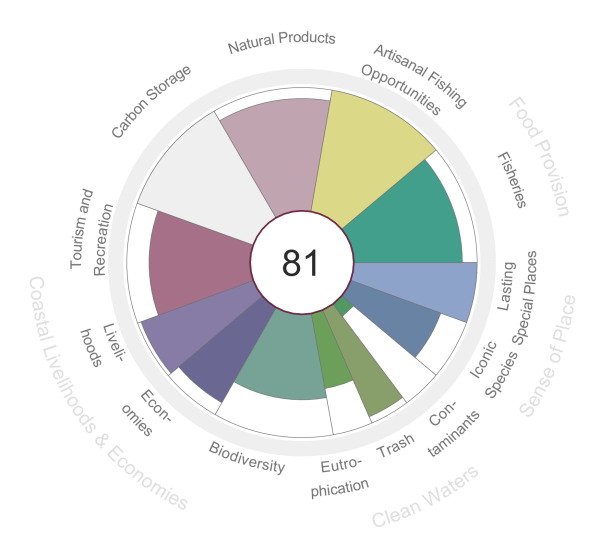 Natural Products
Artisanal Fishing
Opportunities
Carbon Storage
Food Provision
Fisheries
Tourism and
Recreation
81
Lasting
Special Places
Coastal Livelihoods & Economies
Liveli-
hoods
Iconic
Species
Sense of Place
Econ-
omies
Con-
taminants
Biodiversity
Eutro-
phication
Trash
Clean Waters